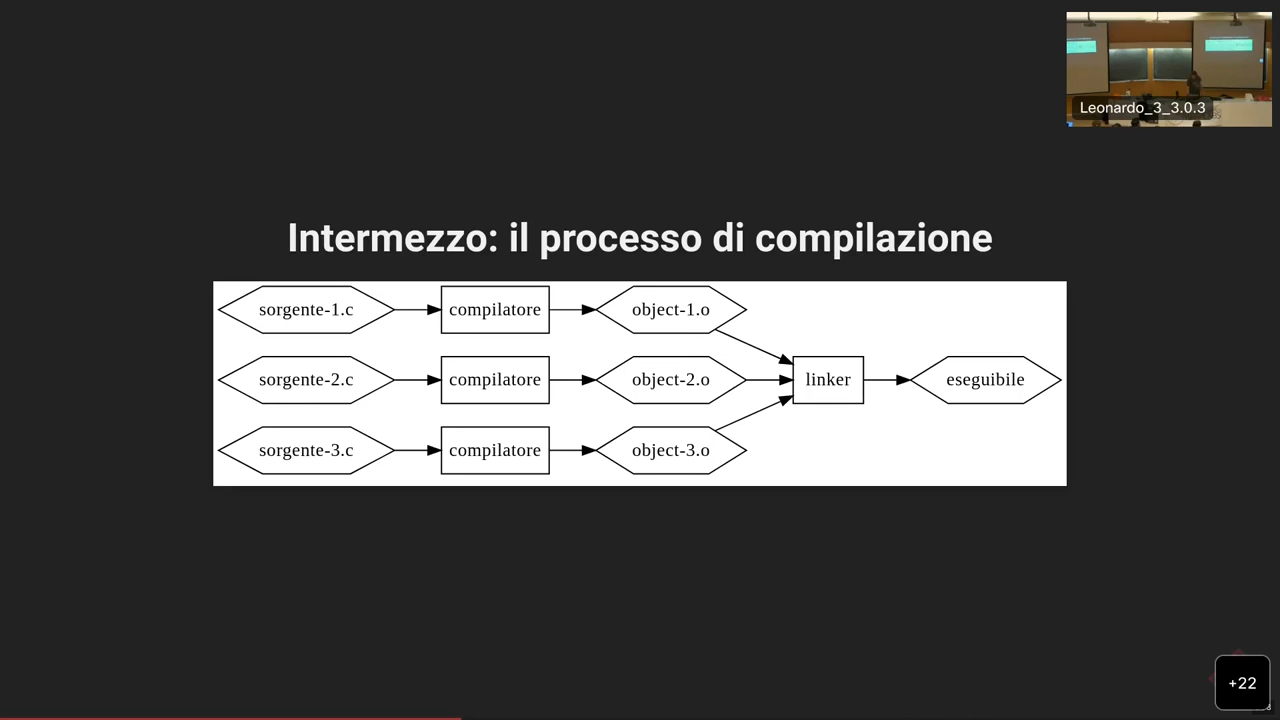 Leonardo_3_3.0.3
Intermezzo: il processo di compilazione
sorgente-1.c compilatore object-1.o
sorgente-2.c compilatore object-2.o linker eseguibile
sorgente-3.c compilatore object-3.o
+22